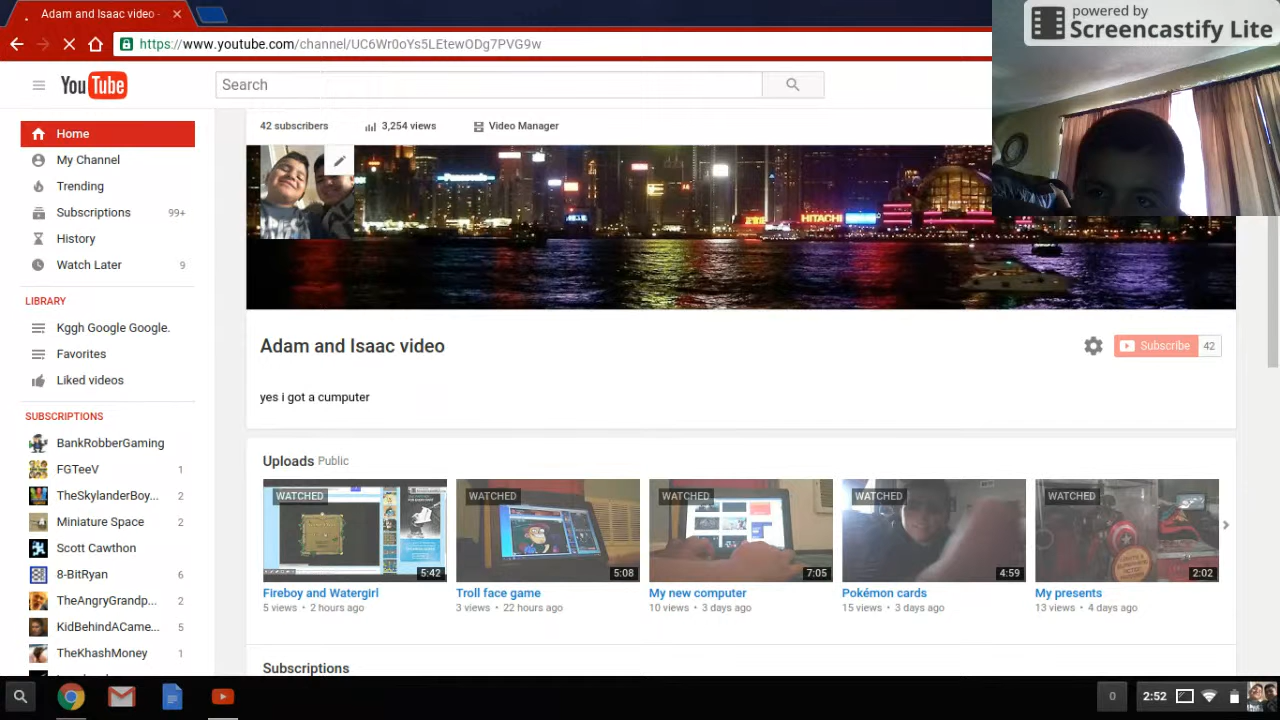 Adam and Isaac video -
powered by
Screencastify Lite
https://www.youtube.com/channel/UC6Wr0oYs5LEtewODg7PVG9w
YouTube
Search
42 subscribers
3,254 views
Video Manager
Home
My Channel
Trending
Subscriptions 99+
History
Watch Later 9
LIBRARY
Kggh Google Google.
Favorites
Liked videos
SUBSCRIPTIONS
BankRobberGaming
FGTeeV 1
TheSkylanderBoy... 2
Miniature Space 2
Scott Cawthon
8-BitRyan 6
TheAngryGrandp... 2
KidBehindACame... 5
TheKhashMoney 1
Panasonic
HITACHI
Adam and Isaac video
Subscribe 42
yes i got a cumputer
Uploads Public
WATCHED
5:42
Fireboy and Watergirl
5 views • 2 hours ago
WATCHED
5:08
Troll face game
3 views • 22 hours ago
WATCHED
7:05
My new computer
10 views • 3 days ago
WATCHED
4:59
Pokémon cards
15 views • 3 days ago
WATCHED
2:02
My presents
13 views • 4 days ago
Subscriptions
0
2:52